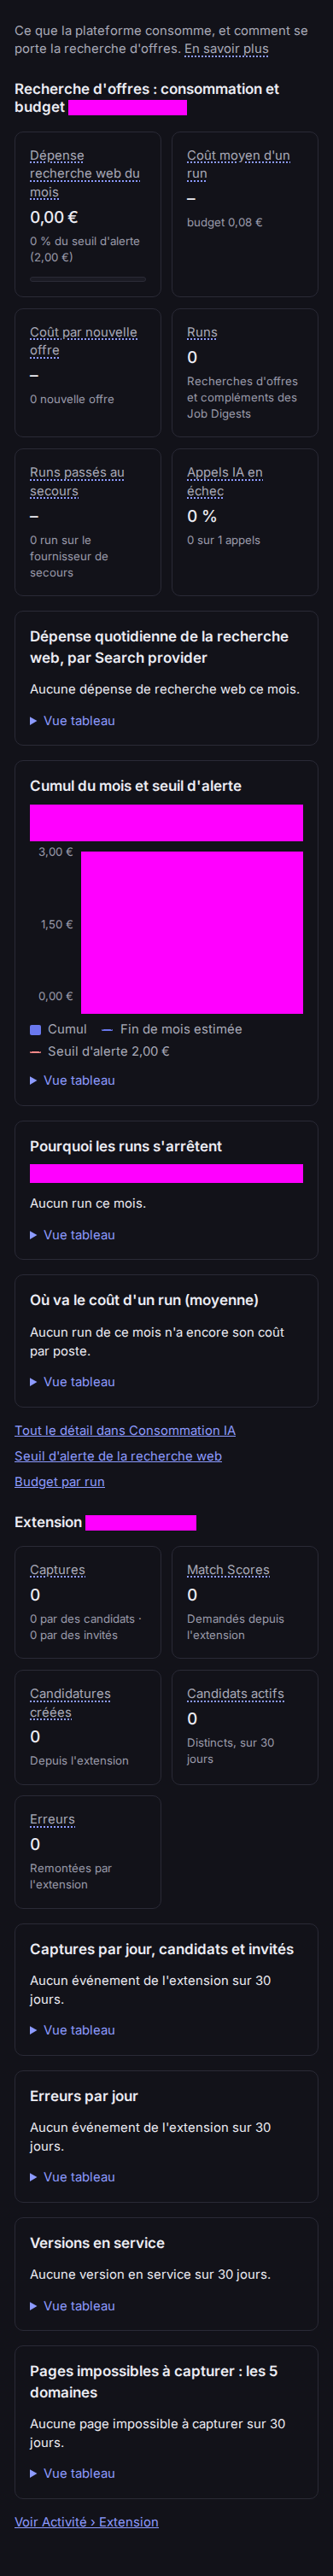 Ce que la plateforme consomme, et comment se
porte la recherche d'offres. En savoir plus
Recherche d'offres : consommation et
budget
Dépense
recherche web du
mois
0,00 €
0 % du seuil d'alerte
(2,00 €)
Coût moyen d'un
run
–
budget 0,08 €
Coût par nouvelle
offre
–
0 nouvelle offre
Runs
0
Recherches d'offres
et compléments des
Job Digests
Runs passés au
secours
–
0 run sur le
fournisseur de
secours
Appels IA en
échec
0 %
0 sur 1 appels
Dépense quotidienne de la recherche
web, par Search provider
Aucune dépense de recherche web ce mois.
Vue tableau
Cumul du mois et seuil d'alerte
3,00 €
1,50 €
0,00 €
Cumul
Fin de mois estimée
Seuil d'alerte 2,00 €
Vue tableau
Pourquoi les runs s'arrêtent
Aucun run ce mois.
Vue tableau
Où va le coût d'un run (moyenne)
Aucun run de ce mois n'a encore son coût
par poste.
Vue tableau
Tout le détail dans Consommation IA
Seuil d'alerte de la recherche web
Budget par run
Extension
Captures
0
0 par des candidats ·
0 par des invités
Match Scores
0
Demandés depuis
l'extension
Candidatures
créées
0
Depuis l'extension
Candidats actifs
0
Distincts, sur 30
jours
Erreurs
0
Remontées par
l'extension
Captures par jour, candidats et invités
Aucun événement de l'extension sur 30
jours.
Vue tableau
Erreurs par jour
Aucun événement de l'extension sur 30
jours.
Vue tableau
Versions en service
Aucune version en service sur 30 jours.
Vue tableau
Pages impossibles à capturer : les 5
domaines
Aucune page impossible à capturer sur 30
jours.
Vue tableau
Voir Activité › Extension